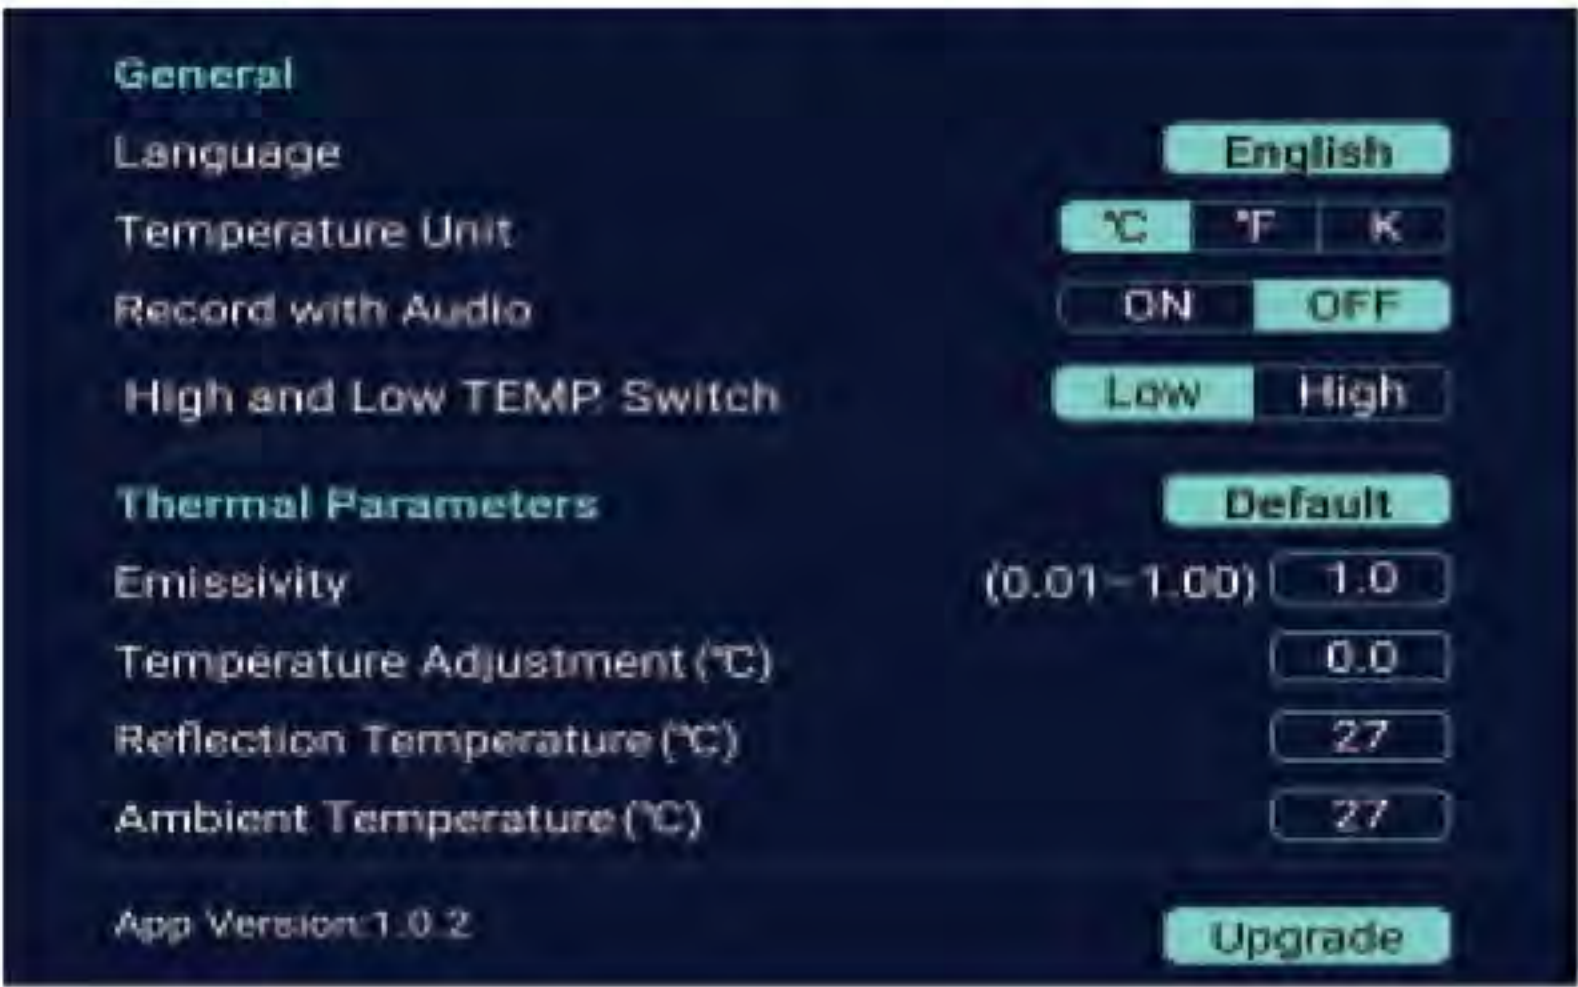 General
Language English
Temperature Unit ℃ ℉ K
Record with Audio ON OFF
High and Low TEMP. Switch Low High
Thermal Parameters Default
Emissivity (0.01~1.00) 1.0
Temperature Adjustment(℃) 0.0
Reflection Temperature(℃) 27
Ambient Temperature(℃) 27
App Version:1.0.2 Upgrade